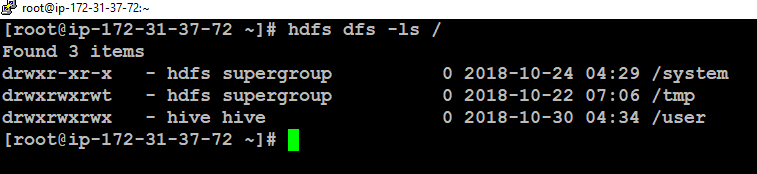 root@ip-172-31-37-72:~
[root@ip-172-31-37-72 ~]# hdfs dfs -ls /
Found 3 items
drwxr-xr-x   - hdfs supergroup          0 2018-10-24 04:29 /system
drwxrwxrwt   - hdfs supergroup          0 2018-10-22 07:06 /tmp
drwxrwxrwx   - hive hive                0 2018-10-30 04:34 /user
[root@ip-172-31-37-72 ~]#